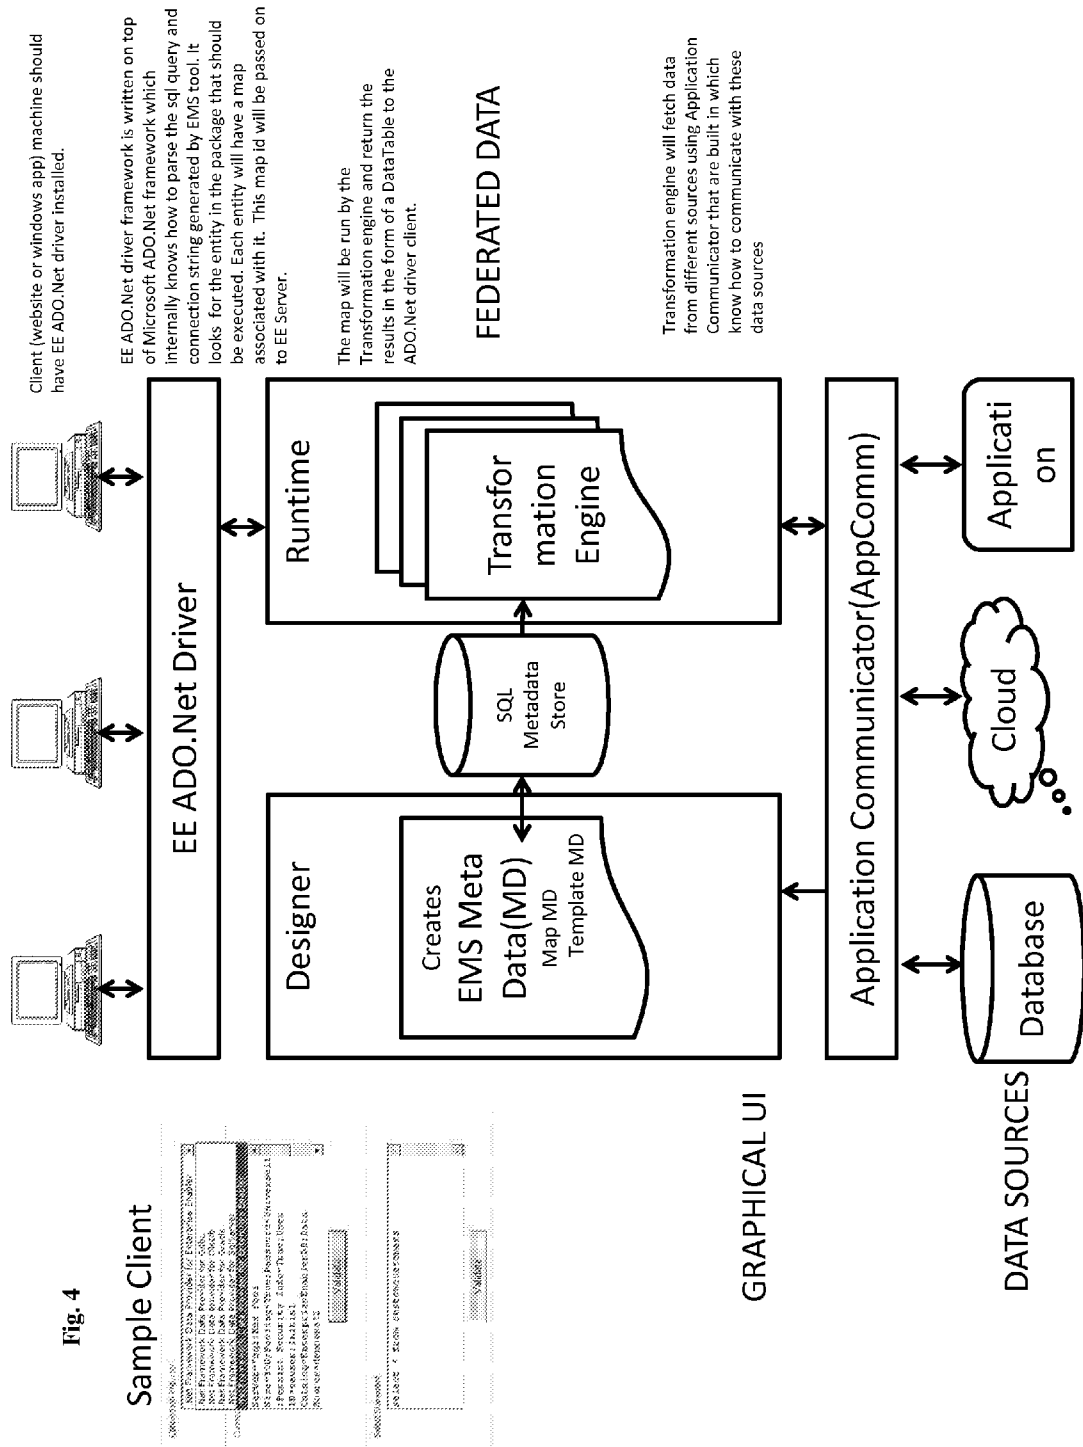 Fig. 4
Sample Client
Client (website or windows app) machine should
have EE ADO.Net driver installed.
EE ADO.Net Driver
EE ADO.Net driver framework is written on top
of Microsoft ADO.Net framework which
internally knows how to parse the sql query and
connection string generated by EMS tool. It
looks for the entity in the package that should
be executed. Each entity will have a map
associated with it. This map id will be passed on
to EE Server.
Designer
Creates
EMS Meta
Data(MD)
Map MD
Template MD
SQL
Metadata
Store
Runtime
Transfor
mation
Engine
The map will be run by the
Transformation engine and return the
results in the form of a DataTable to the
ADO.Net driver client.
FEDERATED DATA
GRAPHICAL UI
Application Communicator(AppComm)
Transformation engine will fetch data
from different sources using Application
Communicator that are built in which
know how to communicate with these
data sources
DATA SOURCES
Database
Cloud
Applicati
on